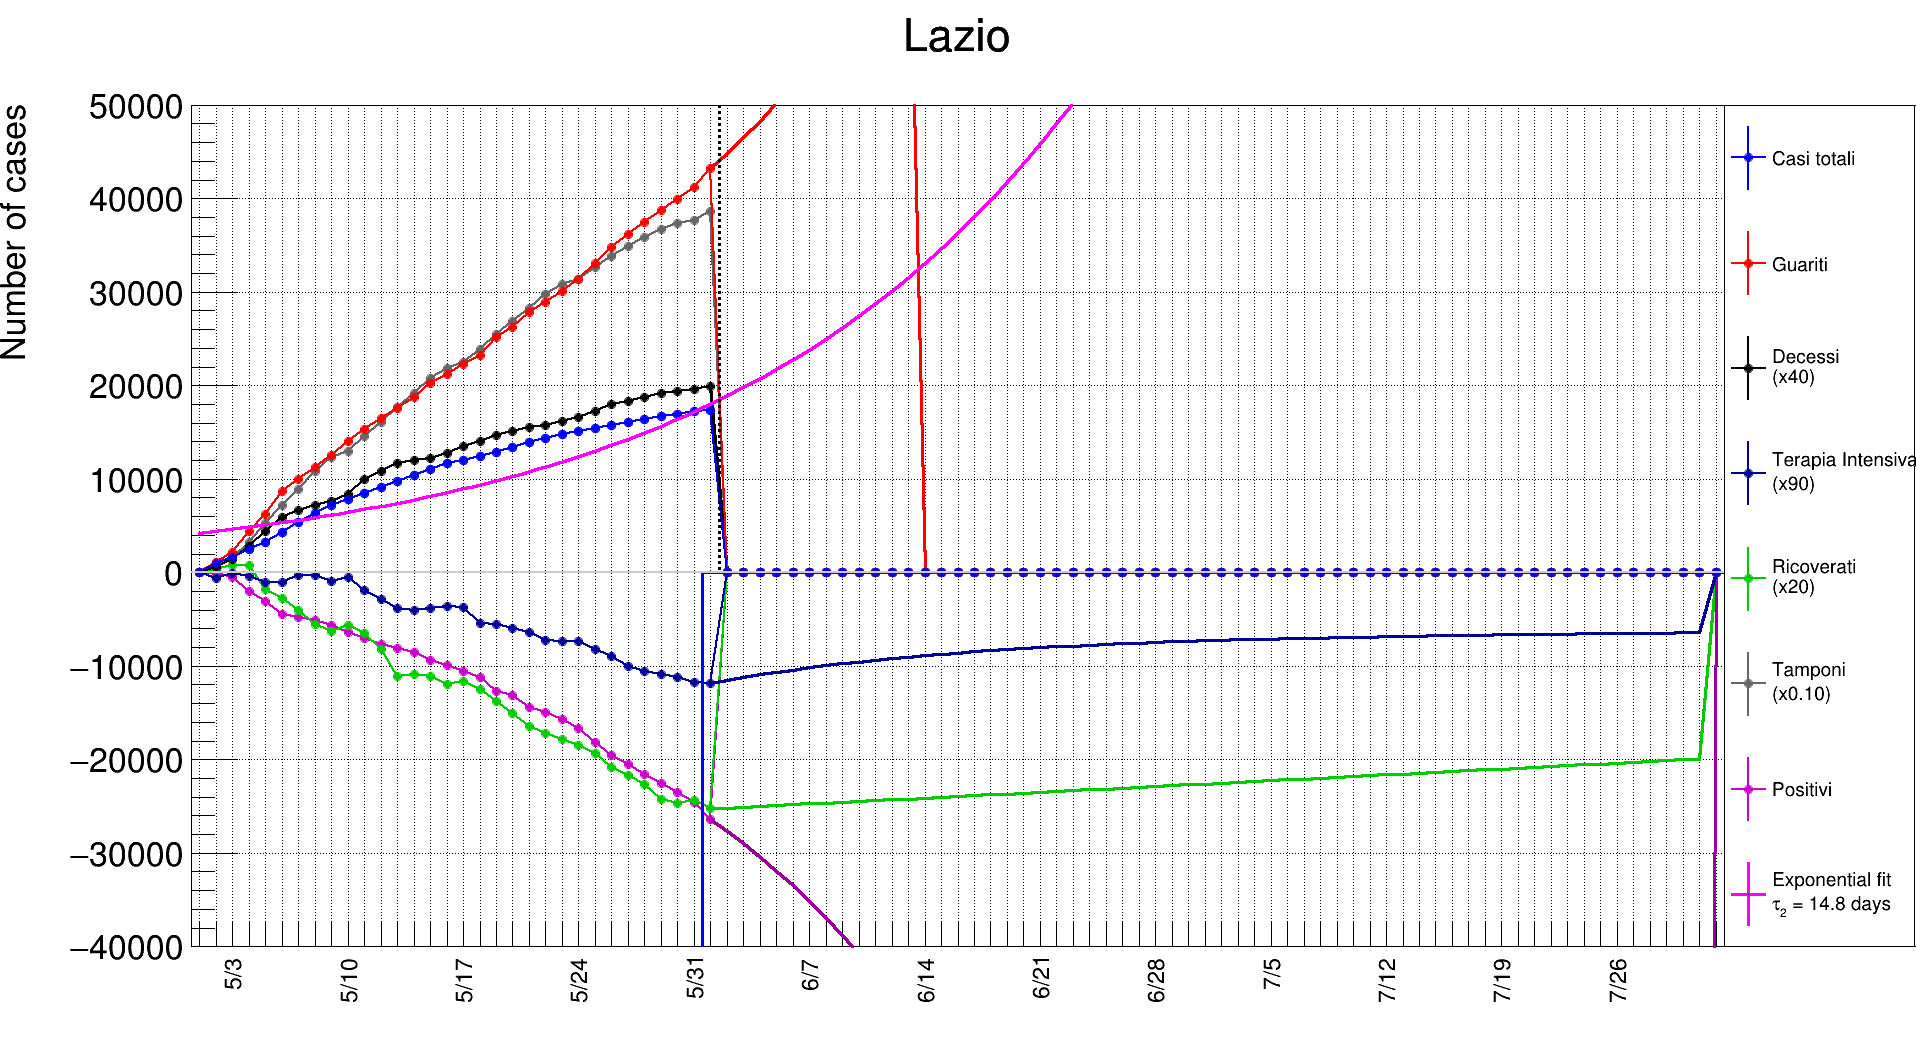 Lazio
Number of cases
50000
40000
30000
20000
10000
0
−10000
−20000
−30000
−40000
5/3
5/10
5/17
5/24
5/31
6/7
6/14
6/21
6/28
7/5
7/12
7/19
7/26
Casi totali
Guariti
Decessi
(x40)
Terapia Intensiva
(x90)
Ricoverati
(x20)
Tamponi
(x0.10)
Positivi
Exponential fit
τ2 = 14.8 days